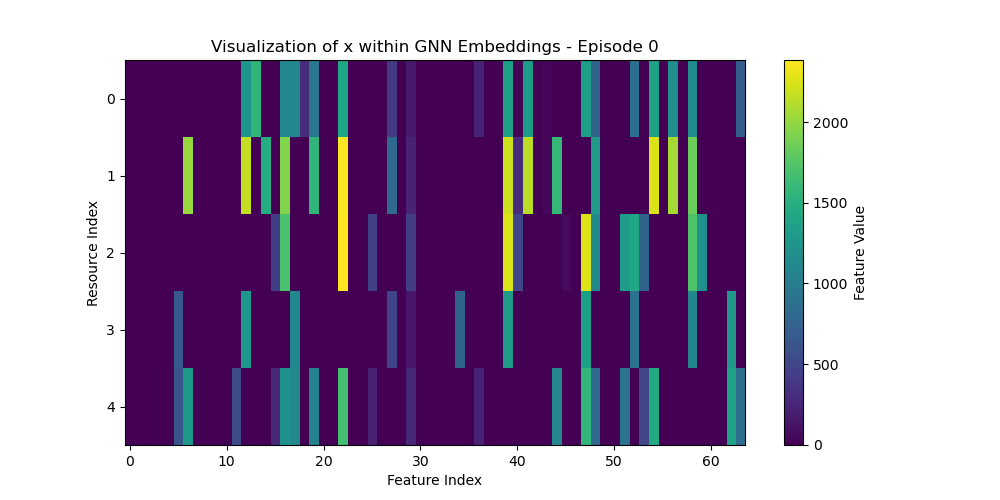 Visualization of x within GNN Embeddings - Episode 0
Resource Index
0
1
2
3
4
0 10 20 30 40 50 60
Feature Index
2000
1500
1000
500
0
Feature Value